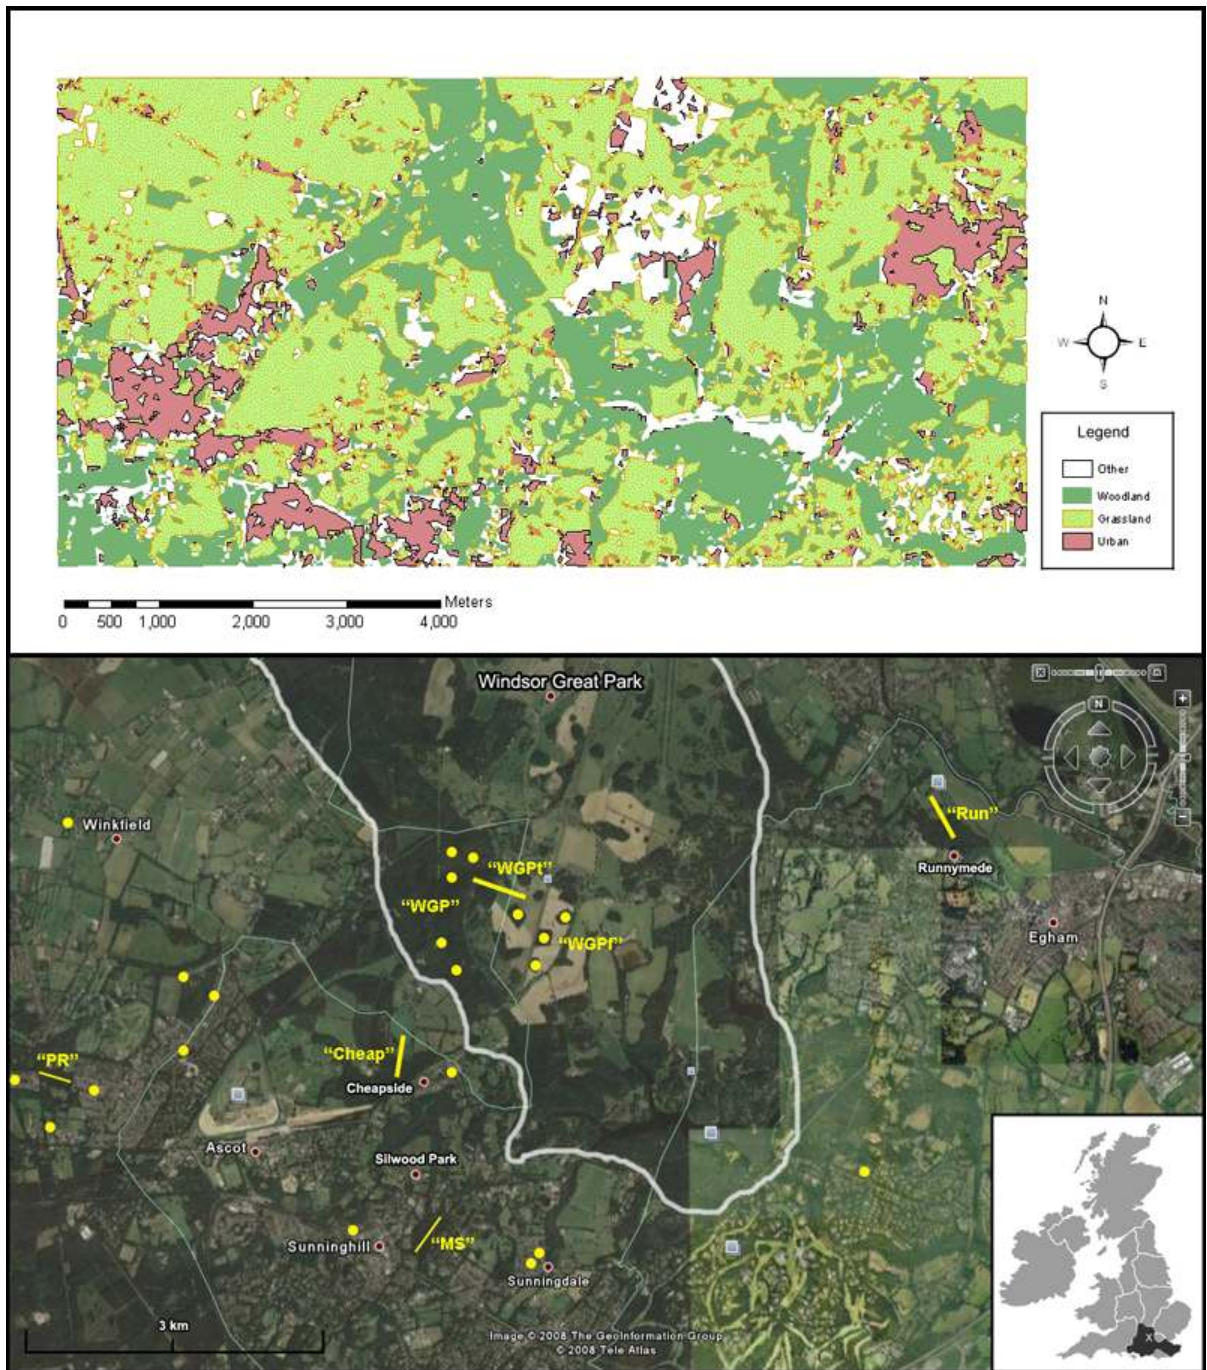 N
W E
S
Legend
Other
Woodland
Grassland
Urban
Meters
0 500 1,000 2,000 3,000 4,000
Windsor Great Park
N
"Run"
Winkfield
"WGPt"
Runnymede
"WGP"
"WGPf"
Egham
"PR"
"Cheap"
Cheapside
Ascot
Silwood Park
Sunninghill
"MS"
Sunningdale
3 km
Image © 2008 The GeoInformation Group
© 2008 Tele Atlas
X